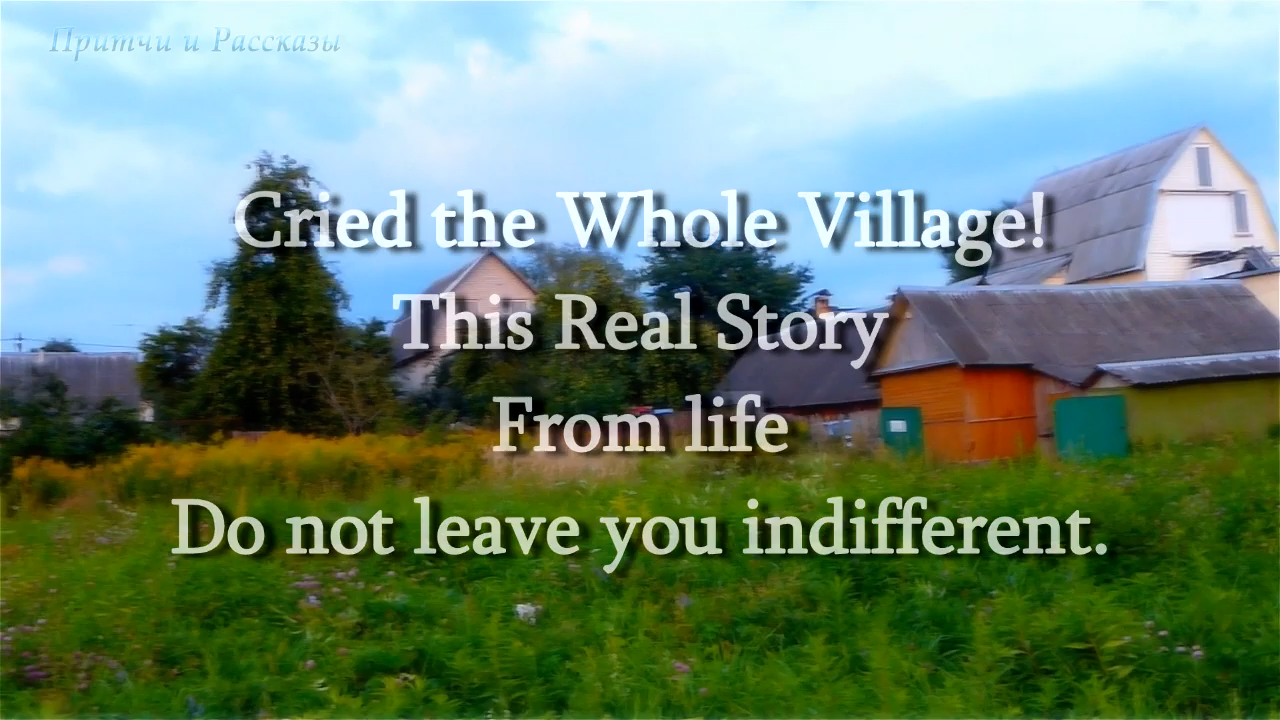 Притчи и Рассказы
Cried the Whole Village!
This Real Story
From life
Do not leave you indifferent.